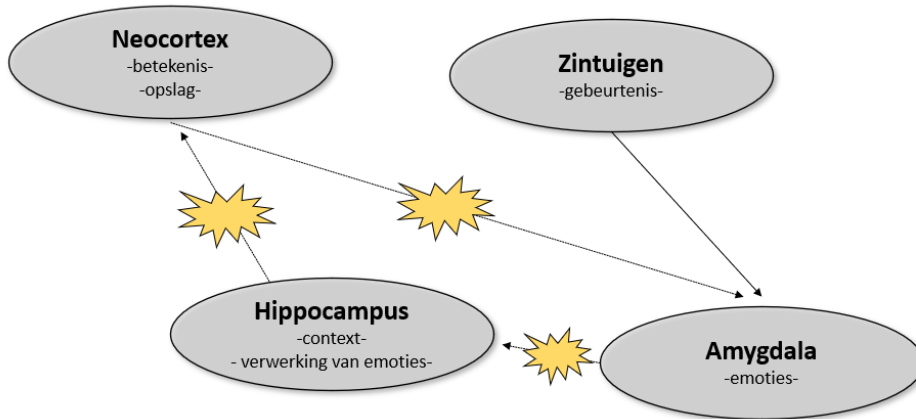 Neocortex
-betekenis-
-opslag-
Zintuigen
-gebeurtenis-
Hippocampus
-context-
- verwerking van emoties-
Amygdala
-emoties-